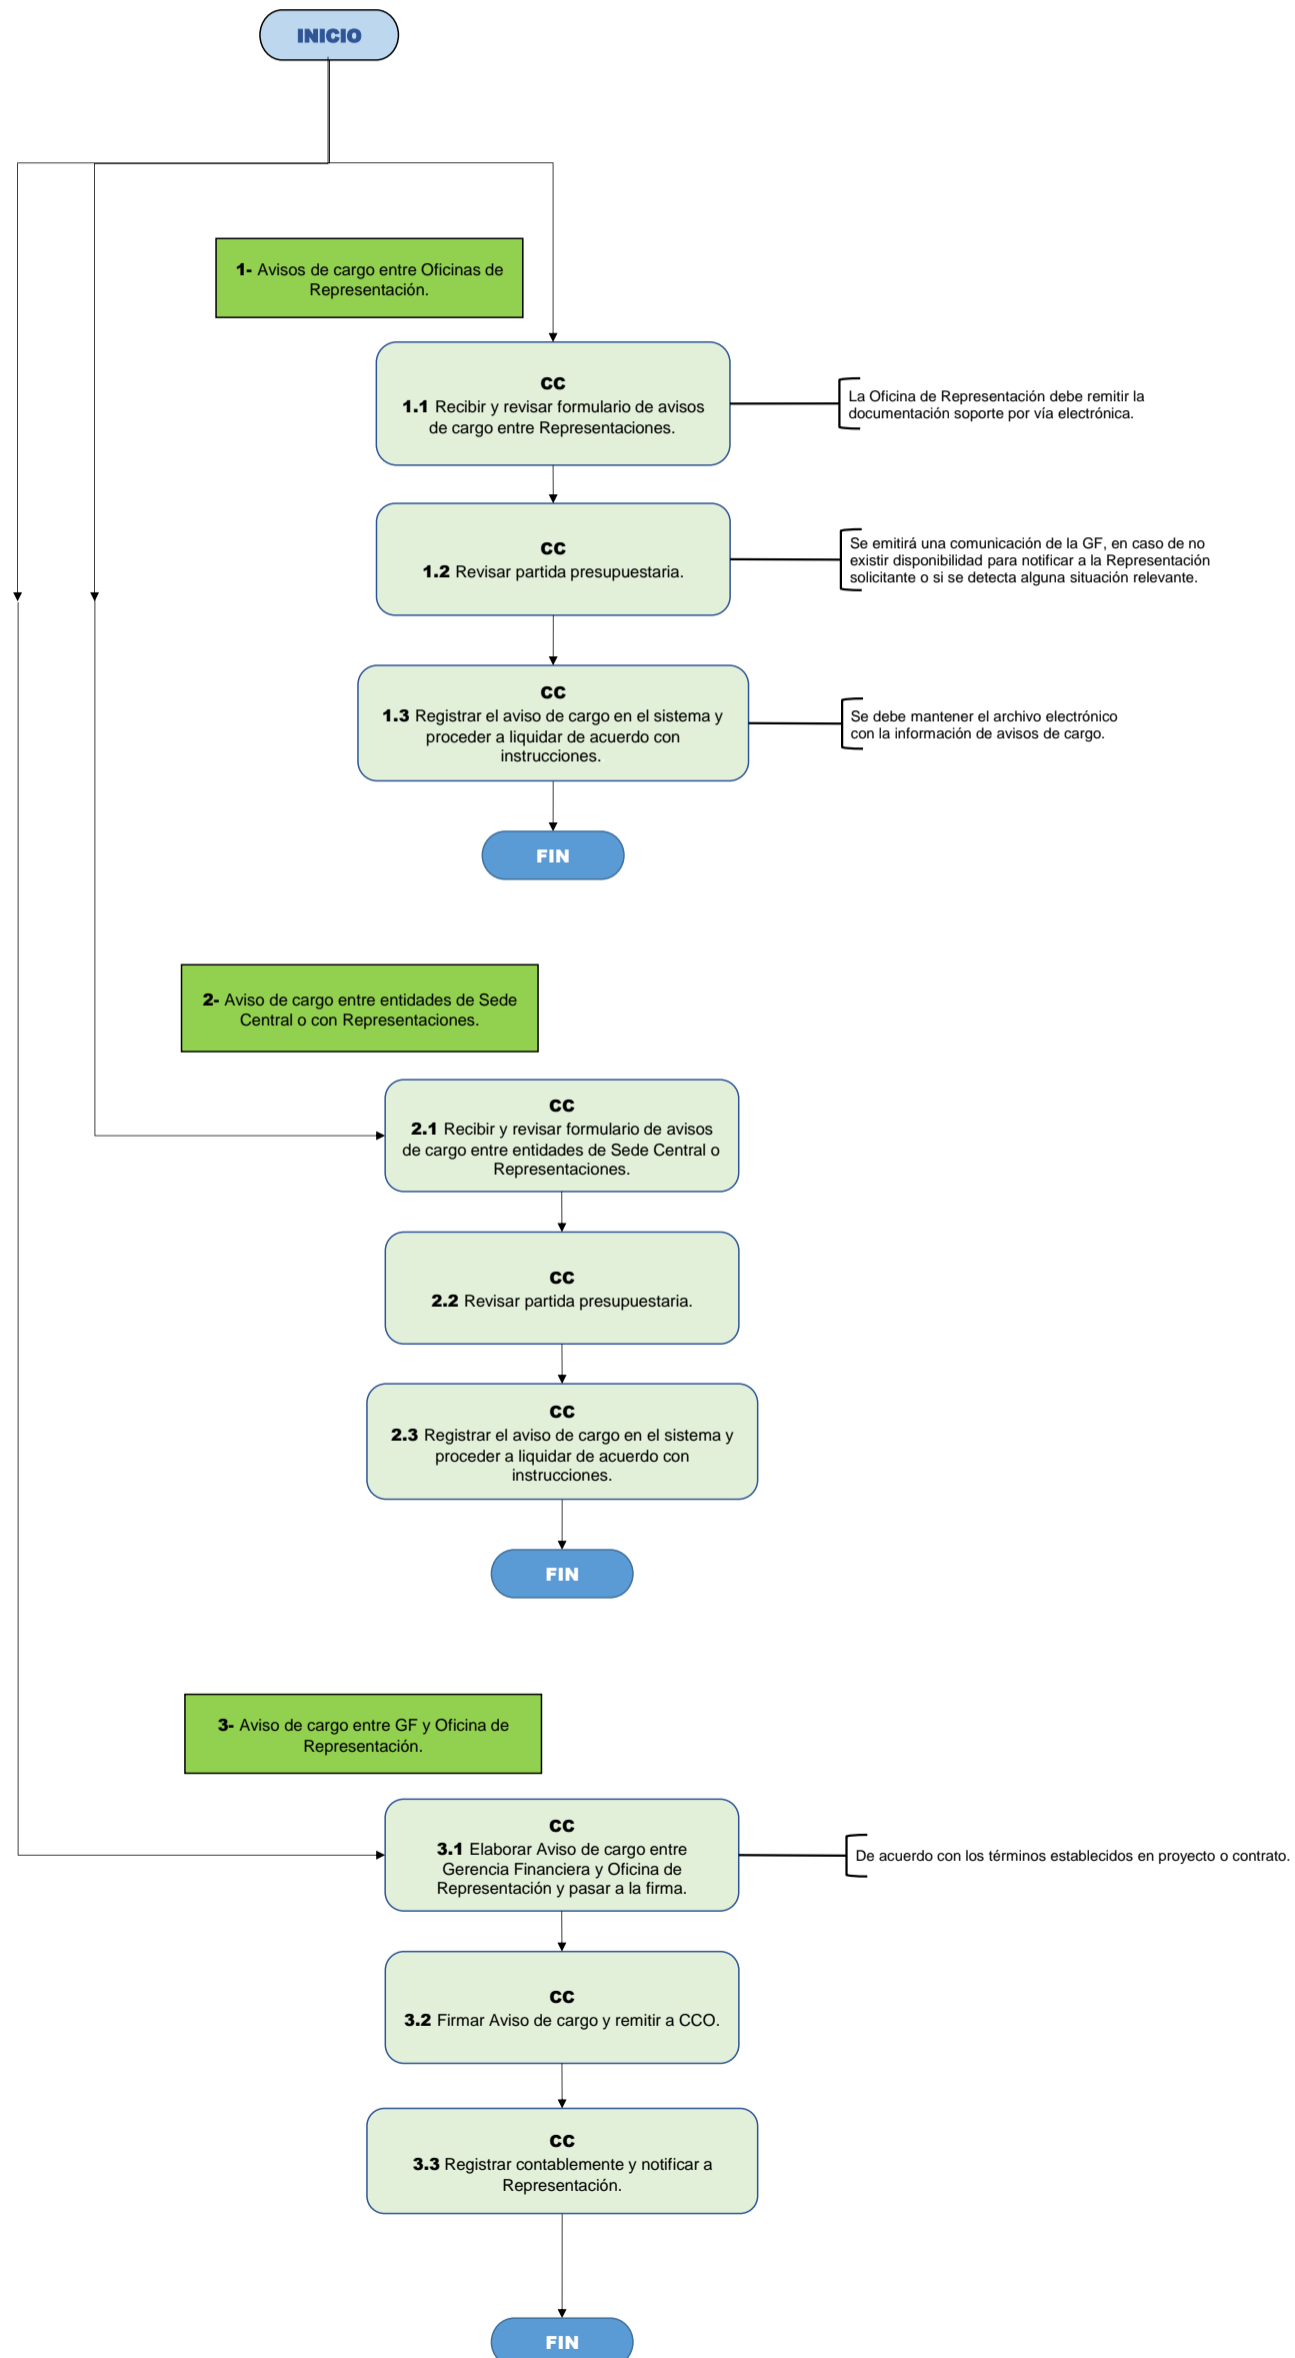 INICIO
1- Avisos de cargo entre Oficinas de
Representación.
CC
1.1 Recibir y revisar formulario de avisos
de cargo entre Representaciones.
La Oficina de Representación debe remitir la
documentación soporte por vía electrónica.
CC
1.2 Revisar partida presupuestaria.
Se emitirá una comunicación de la GF, en caso de no
existir disponibilidad para notificar a la Representación
solicitante o si se detecta alguna situación relevante.
CC
1.3 Registrar el aviso de cargo en el sistema y
proceder a liquidar de acuerdo con
instrucciones.
Se debe mantener el archivo electrónico
con la información de avisos de cargo.
FIN
2- Aviso de cargo entre entidades de Sede
Central o con Representaciones.
CC
2.1 Recibir y revisar formulario de avisos
de cargo entre entidades de Sede Central o
Representaciones.
CC
2.2 Revisar partida presupuestaria.
CC
2.3 Registrar el aviso de cargo en el sistema y
proceder a liquidar de acuerdo con
instrucciones.
FIN
3- Aviso de cargo entre GF y Oficina de
Representación.
CC
3.1 Elaborar Aviso de cargo entre
Gerencia Financiera y Oficina de
Representación y pasar a la firma.
De acuerdo con los términos establecidos en proyecto o contrato.
CC
3.2 Firmar Aviso de cargo y remitir a CCO.
CC
3.3 Registrar contablemente y notificar a
Representación.
FIN